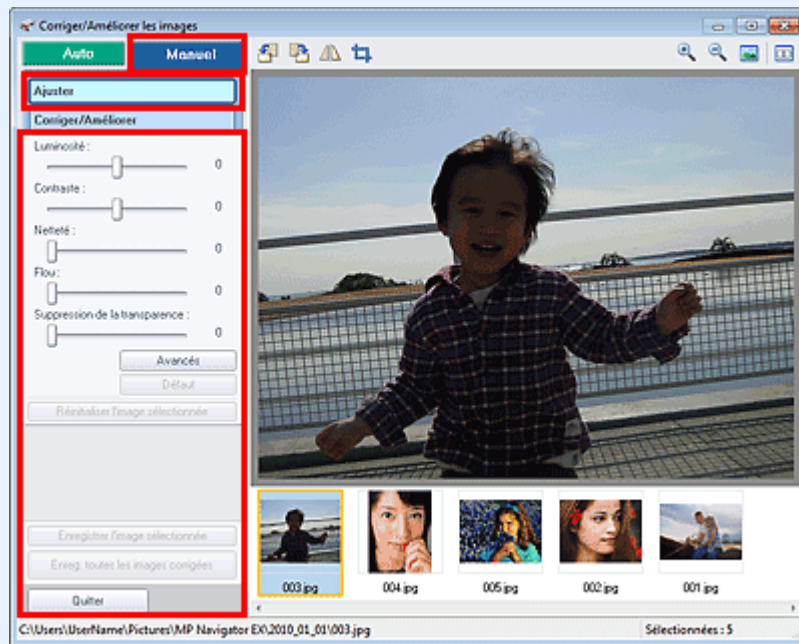 Corriger/Améliorer les images
Auto
Manuel
Ajuster
Corriger/Améliorer
Luminosité :
0
Contraste :
0
Netteté :
0
Flou :
0
Suppression de la transparence :
0
Avancés
Défaut
Réinitialiser l'image sélectionnée
Enregistrer l'image sélectionnée
Enreg. toutes les images corrigées
Quitter
003.jpg
004.jpg
005.jpg
002.jpg
001.jpg
C:\Users\UserName\Pictures\MP Navigator EX\2010_01_01\003.jpg
Sélectionnées : 5